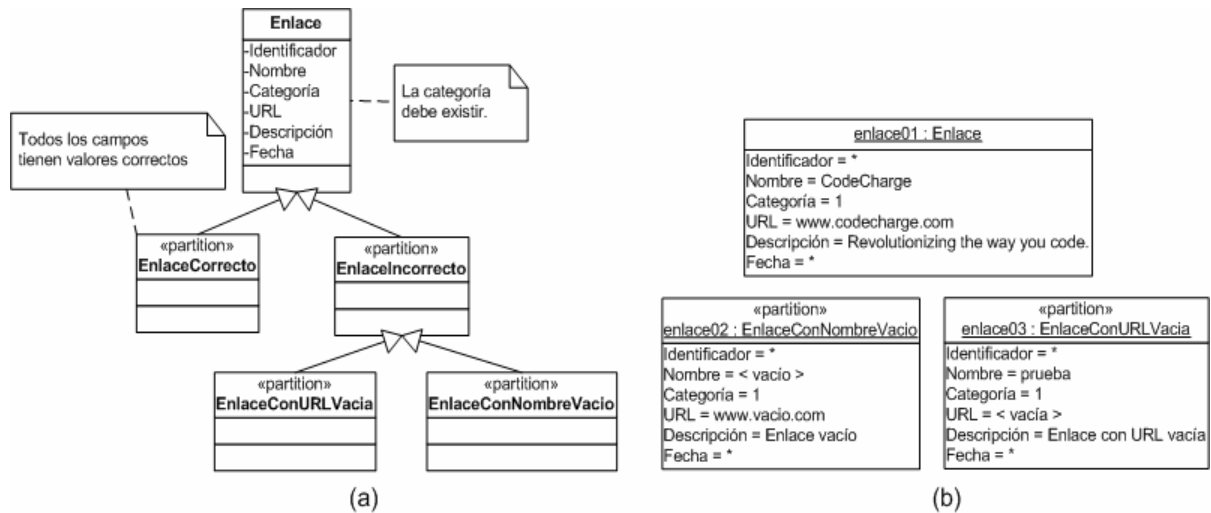 Enlace
-Identificador
-Nombre
-Categoría
-URL
-Descripción
-Fecha
La categoría
debe existir.
Todos los campos
tienen valores correctos
«partition»
EnlaceCorrecto
«partition»
EnlaceIncorrecto
«partition»
EnlaceConURLVacia
«partition»
EnlaceConNombreVacio
(a)
enlace01 : Enlace
Identificador = *
Nombre = CodeCharge
Categoría = 1
URL = www.codecharge.com
Descripción = Revolutionizing the way you code.
Fecha = *
«partition»
enlace02 : EnlaceConNombreVacio
Identificador = *
Nombre = < vacio >
Categoría = 1
URL = www.vacio.com
Descripción = Enlace vacío
Fecha = *
«partition»
enlace03 : EnlaceConURLVacia
Identificador = *
Nombre = prueba
Categoría = 1
URL = < vacía >
Descripción = Enlace con URL vacía
Fecha = *
(b)